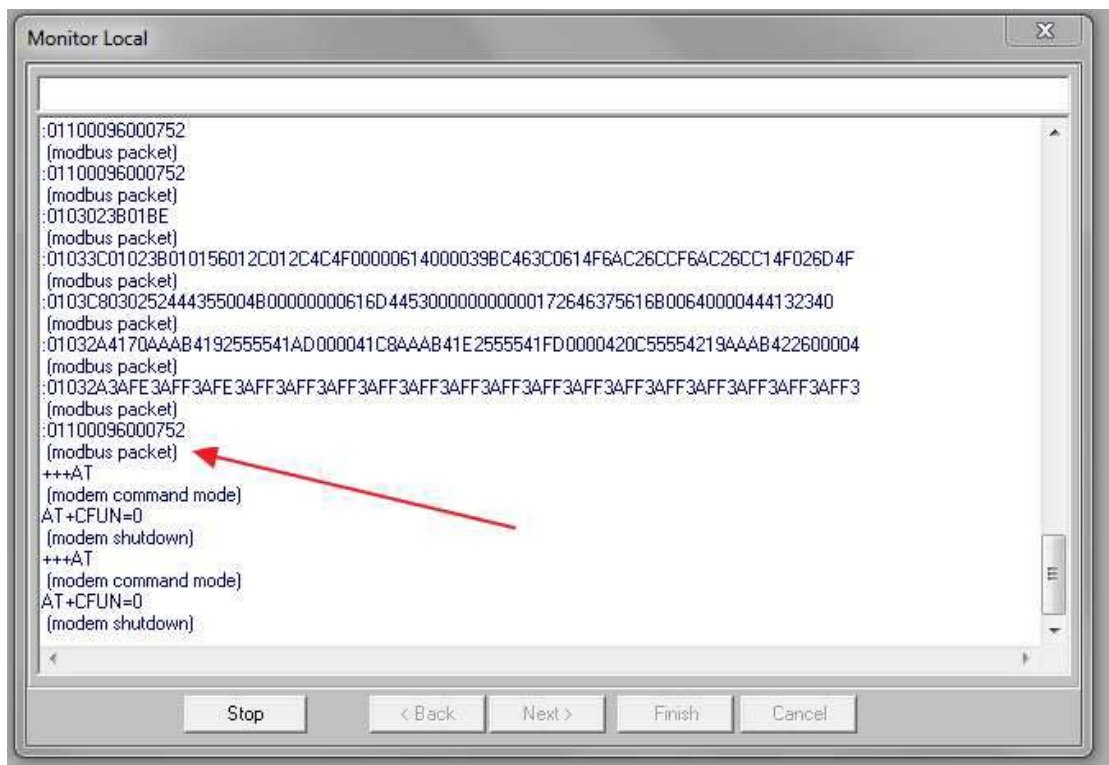 Monitor Local
:01100096000752
(modbus packet)
:01100096000752
(modbus packet)
:0103023B01BE
(modbus packet)
:01033C01023B010156012C012C4C4F00000614000039BC463C0614F6AC26CCF6AC26CC14F026D4F
(modbus packet)
:0103C8030252444355004B00000000616D44530000000000172646375616B00640000444132340
(modbus packet)
:01032A4170AAAB4192555541AD000041C8AAAB41E2555541FD0000420C55554219AAAB422600004
(modbus packet)
:01032A3AFE3AFF3AFE3AFF3AFF3AFF3AFF3AFF3AFF3AFF3AFF3AFF3AFF3AFF3AFF3AFF3AFF3AFF3
(modbus packet)
:01100096000752
(modbus packet)
+++AT
(modem command mode)
AT+CFUN=0
(modem shutdown)
+++AT
(modem command mode)
AT+CFUN=0
(modem shutdown)
Stop < Back Next > Finish Cancel